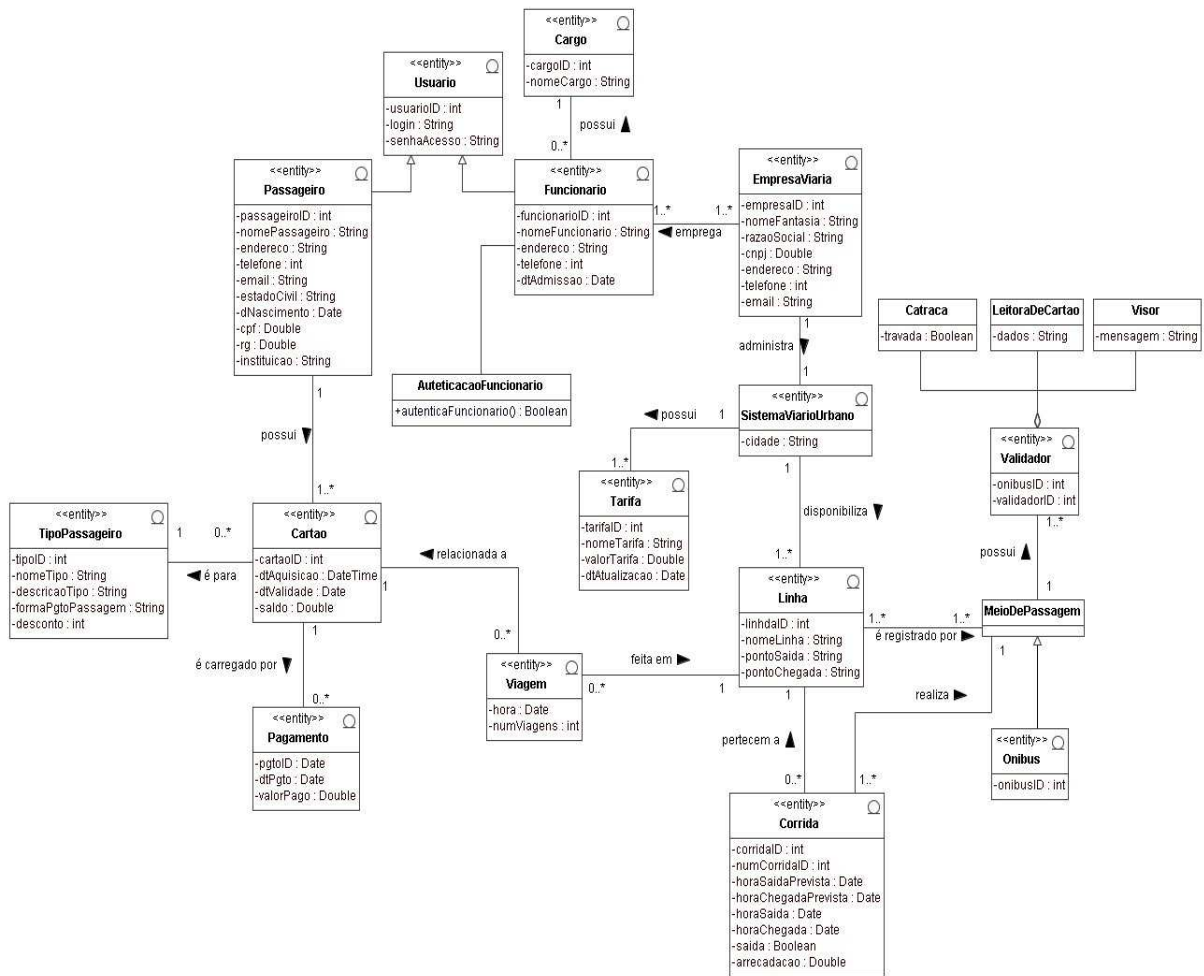 <<entity>>
Cargo
-cargoID : int
-nomeCargo : String
1
possui
0..*
<<entity>>
Usuario
-usuarioID : int
-login : String
-senhaAcesso : String
<<entity>>
Passageiro
-passageiroID : int
-nomePassageiro : String
-endereco : String
-telefone : int
-email : String
-estadoCivil : String
-dNascimento : Date
-cpf : Double
-rg : Double
-instituicao : String
<<entity>>
Funcionario
-funcionarioID : int
-nomeFuncionario : String
-endereco : String
-telefone : int
-dtAdmissao : Date
1..*
1..*
emprega
<<entity>>
EmpresaViaria
-empresaID : int
-nomeFantasia : String
-razaoSocial : String
-cnpj : Double
-endereco : String
-telefone : int
-email : String
1
administra
1
AuteticacaoFuncionario
+autenticaFuncionario() : Boolean
Catraca
-travada : Boolean
LeitoraDeCartao
-dados : String
Visor
-mensagem : String
<<entity>>
SistemaViarioUrbano
-cidade : String
possui
1
1..*
1
disponibiliza
1..*
<<entity>>
Validador
-onibusID : int
-validadorID : int
1..*
possui
1
1
possui
1..*
<<entity>>
Tarifa
-tarifaID : int
-nomeTarifa : String
-valorTarifa : Double
-dtAtualizacao : Date
<<entity>>
TipoPassageiro
-tipoID : int
-nomeTipo : String
-descricaoTipo : String
-formaPgtoPassagem : String
-desconto : int
1
0..*
é para
<<entity>>
Cartao
-cartaoID : int
-dtAquisicao : DateTime
-dtValidade : Date
-saldo : Double
1
relacionada a
0..*
1
é carregado por
0..*
<<entity>>
Linha
-linhdaID : int
-nomeLinha : String
-pontoSaida : String
-pontoChegada : String
1..*
1..*
é registrado por
MeioDePassagem
<<entity>>
Viagem
-hora : Date
-numViagens : int
feita em
0..*
1
<<entity>>
Pagamento
-pgtoID : Date
-dtPgto : Date
-valorPago : Double
1
pertecem a
0..*
1
realiza
1..*
<<entity>>
Onibus
-onibusID : int
<<entity>>
Corrida
-corridaID : int
-numCorridaID : int
-horaSaidaPrevista : Date
-horaChegadaPrevista : Date
-horaSaida : Date
-horaChegada : Date
-saida : Boolean
-arrecadacao : Double